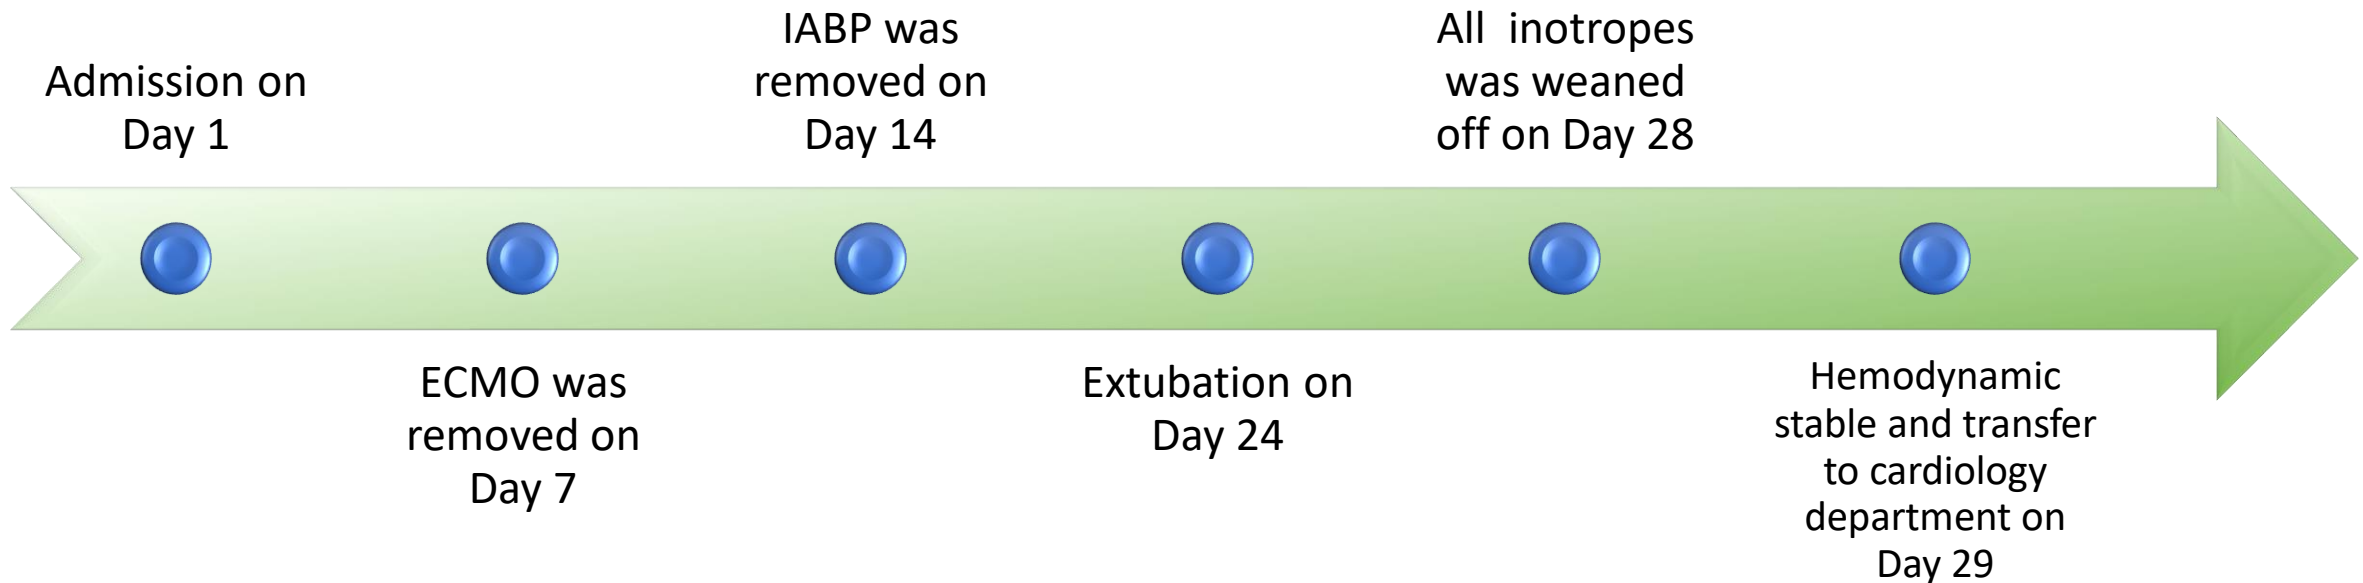 Admission on
Day 1
ECMO was
removed on
Day 7
IABP was
removed on
Day 14
Extubation on
Day 24
All  inotropes
was weaned
off on Day 28
Hemodynamic
stable and transfer
to cardiology
department on
Day 29